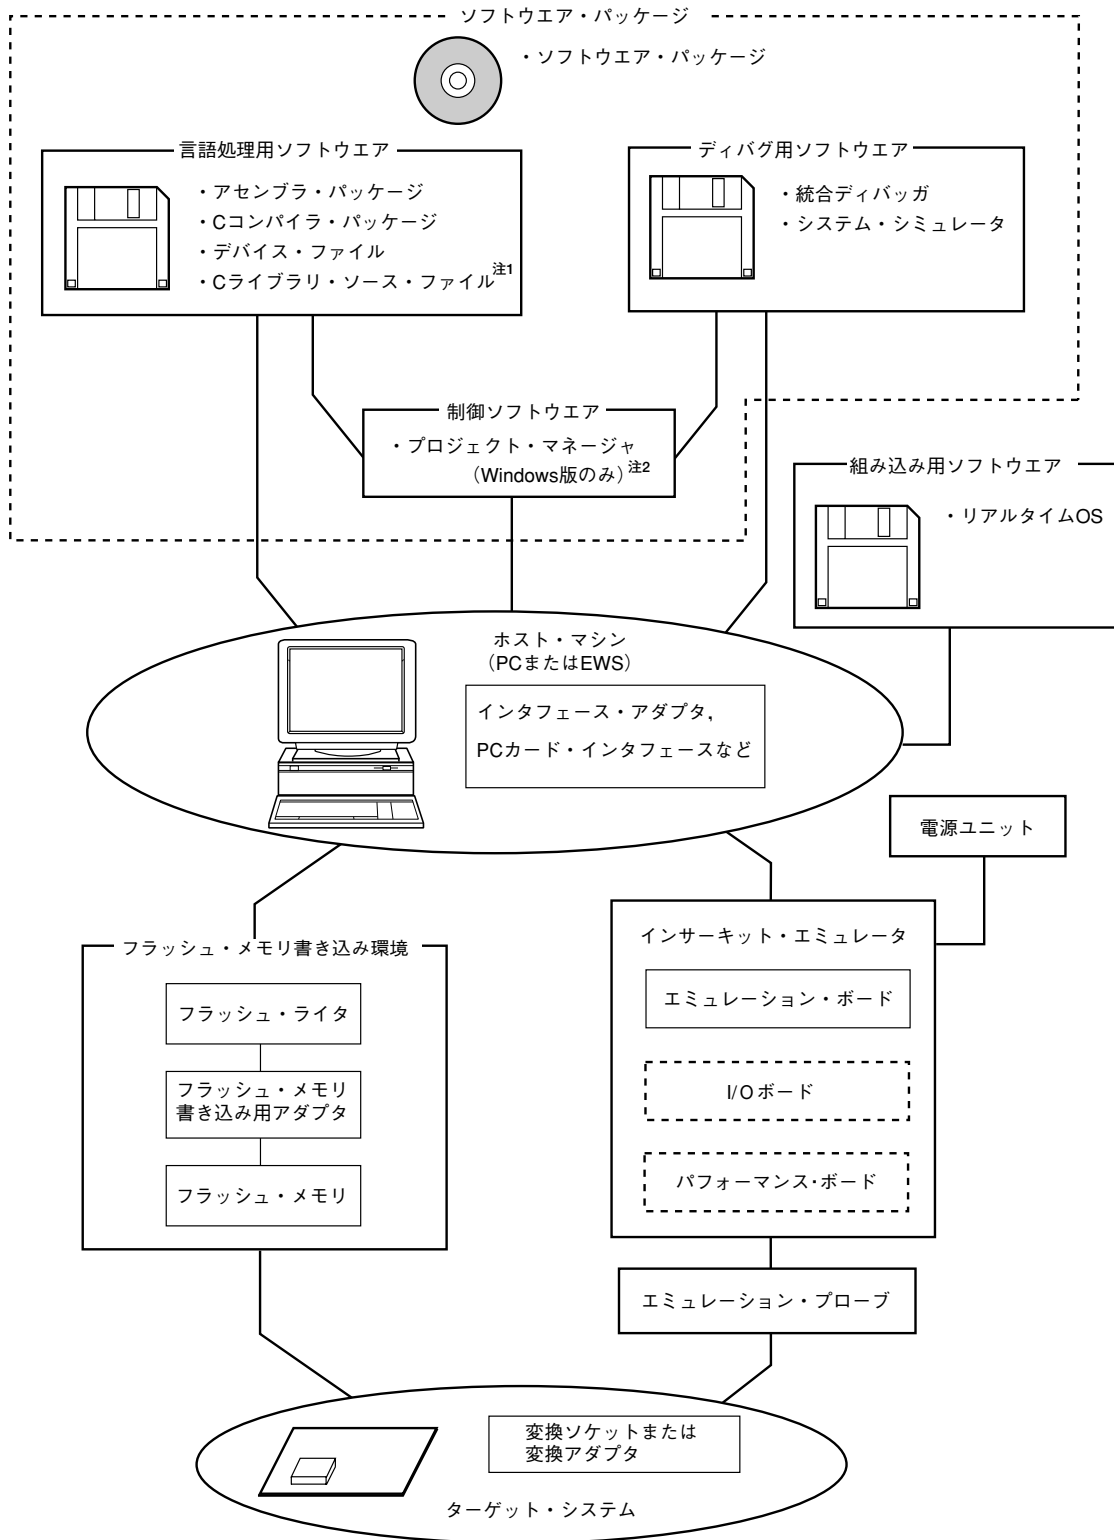 ソフトウエア・パッケージ
・ソフトウエア・パッケージ
言語処理用ソフトウエア
・アセンブラ・パッケージ
・Cコンパイラ・パッケージ
・デバイス・ファイル
・Cライブラリ・ソース・ファイル注1
ディバグ用ソフトウエア
・統合ディバッガ
・システム・シミュレータ
制御ソフトウエア
・プロジェクト・マネージャ
（Windows版のみ）注2
組み込み用ソフトウエア
・リアルタイムOS
ホスト・マシン
（PCまたはEWS）
インタフェース・アダプタ，
PCカード・インタフェースなど
電源ユニット
フラッシュ・メモリ書き込み環境
フラッシュ・ライタ
フラッシュ・メモリ
書き込み用アダプタ
フラッシュ・メモリ
インサーキット・エミュレータ
エミュレーション・ボード
I/Oボード
パフォーマンス・ボード
エミュレーション・プローブ
変換ソケットまたは
変換アダプタ
ターゲット・システム